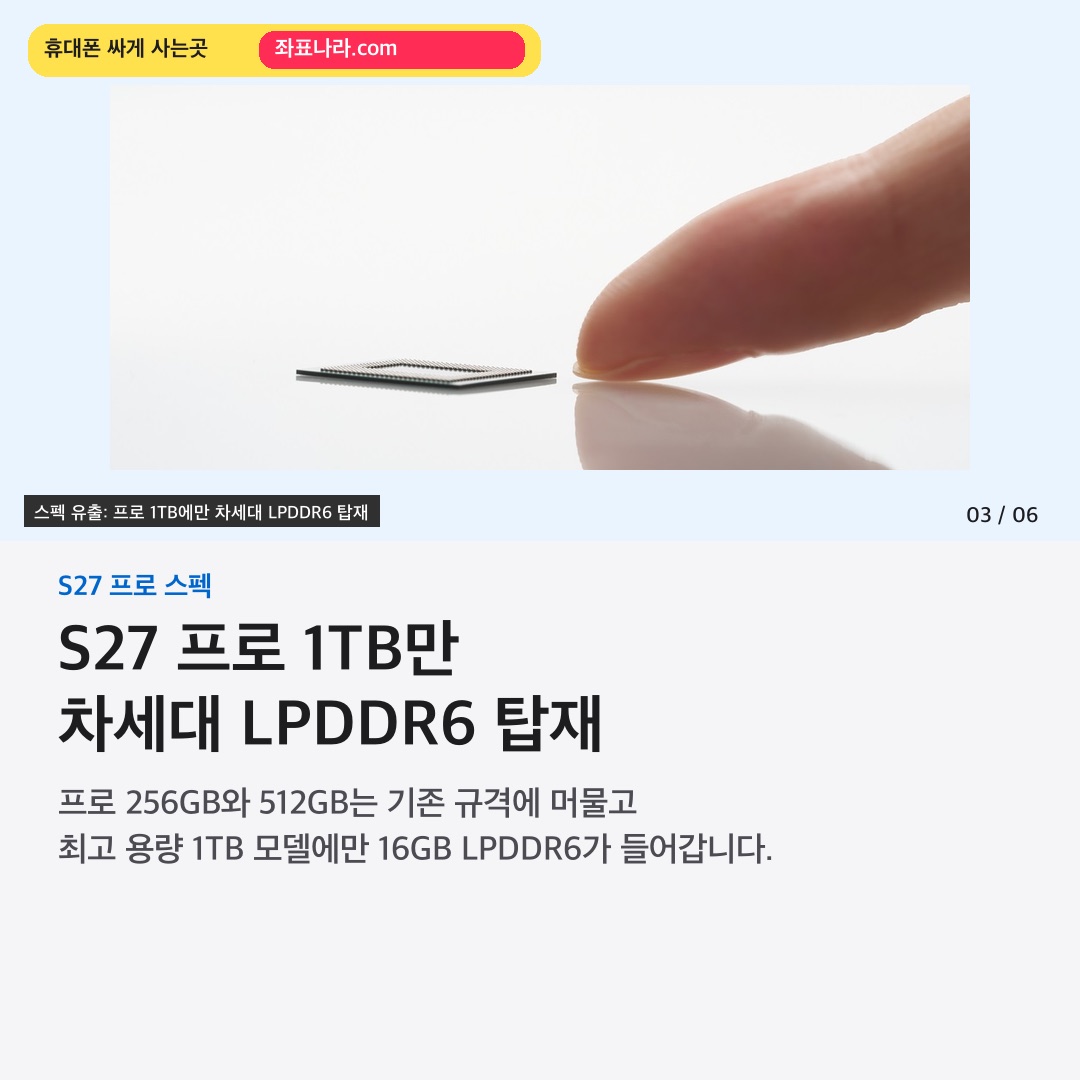 휴대폰 싸게 사는곳
좌표나라.com
스펙 유출: 프로 1TB에만 차세대 LPDDR6 탑재
03 / 06
S27 프로 스펙
S27 프로 1TB만
차세대 LPDDR6 탑재
프로 256GB와 512GB는 기존 규격에 머물고
최고 용량 1TB 모델에만 16GB LPDDR6가 들어갑니다.